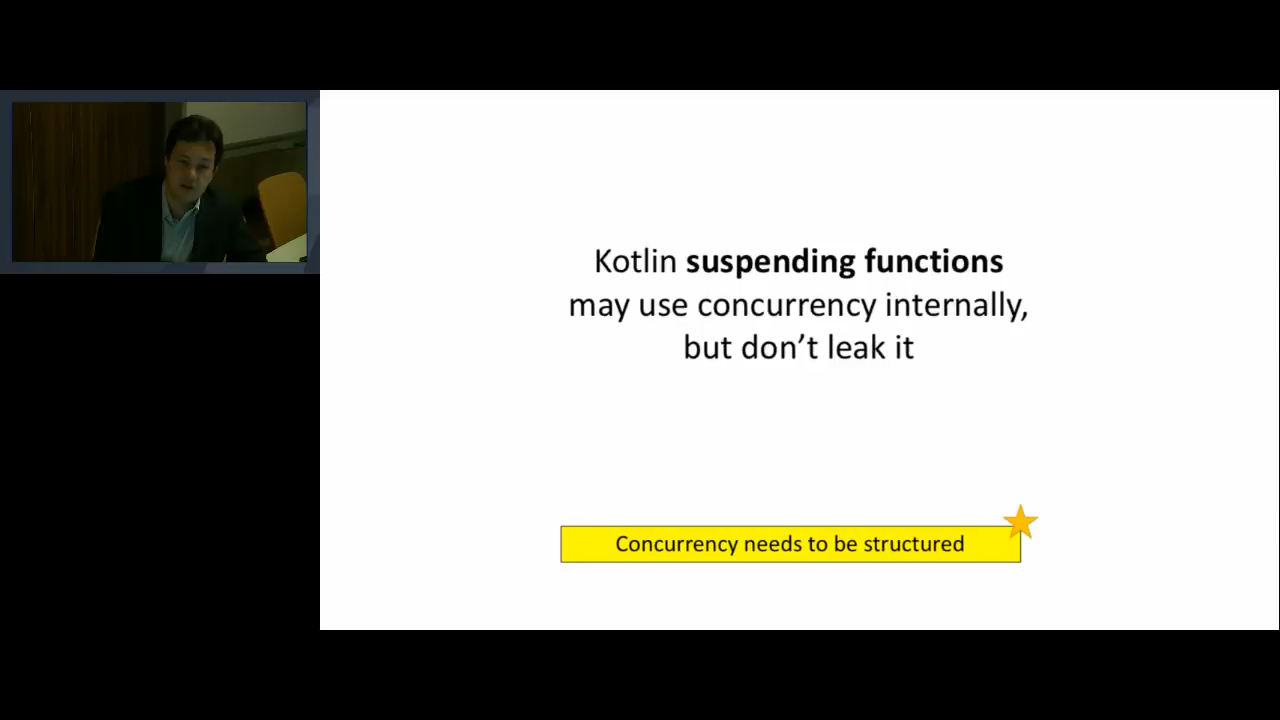 Kotlin suspending functions
may use concurrency internally,
but don’t leak it
Concurrency needs to be structured